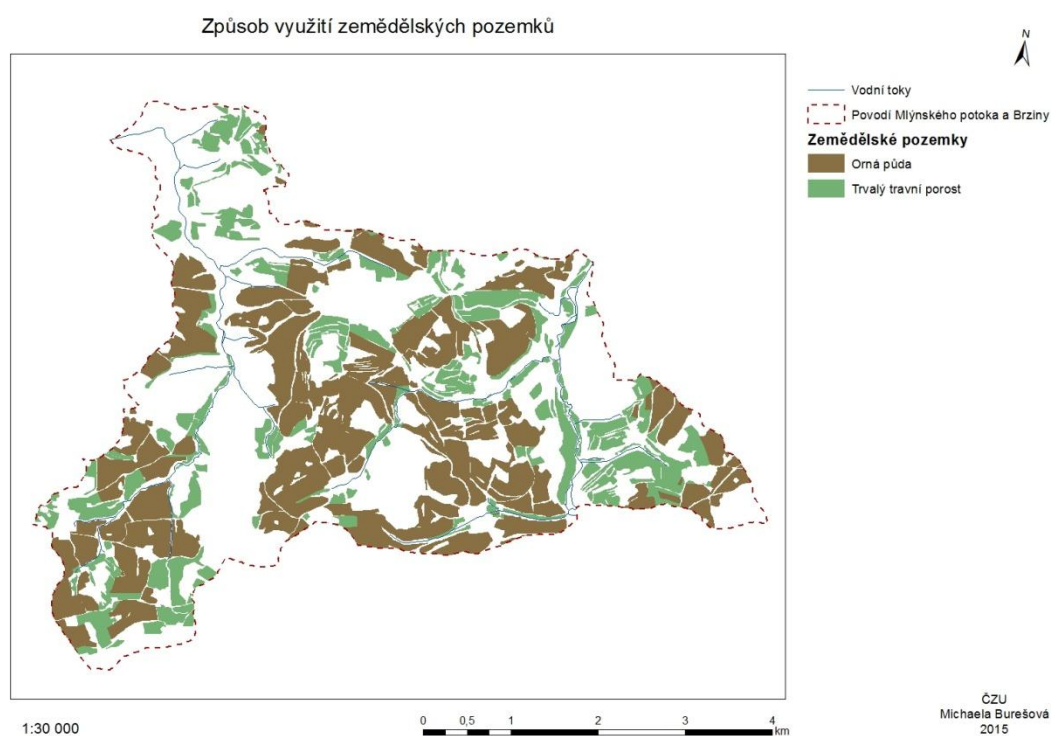 Způsob využití zemědělských pozemků
N
Vodní toky
Povodí Mlýnského potoka a Brziny
Zemědělské pozemky
Orná půda
Trvalý travní porost
1:30 000
0 0,5 1 2 3 4
km
ČZU
Michaela Burešová
2015